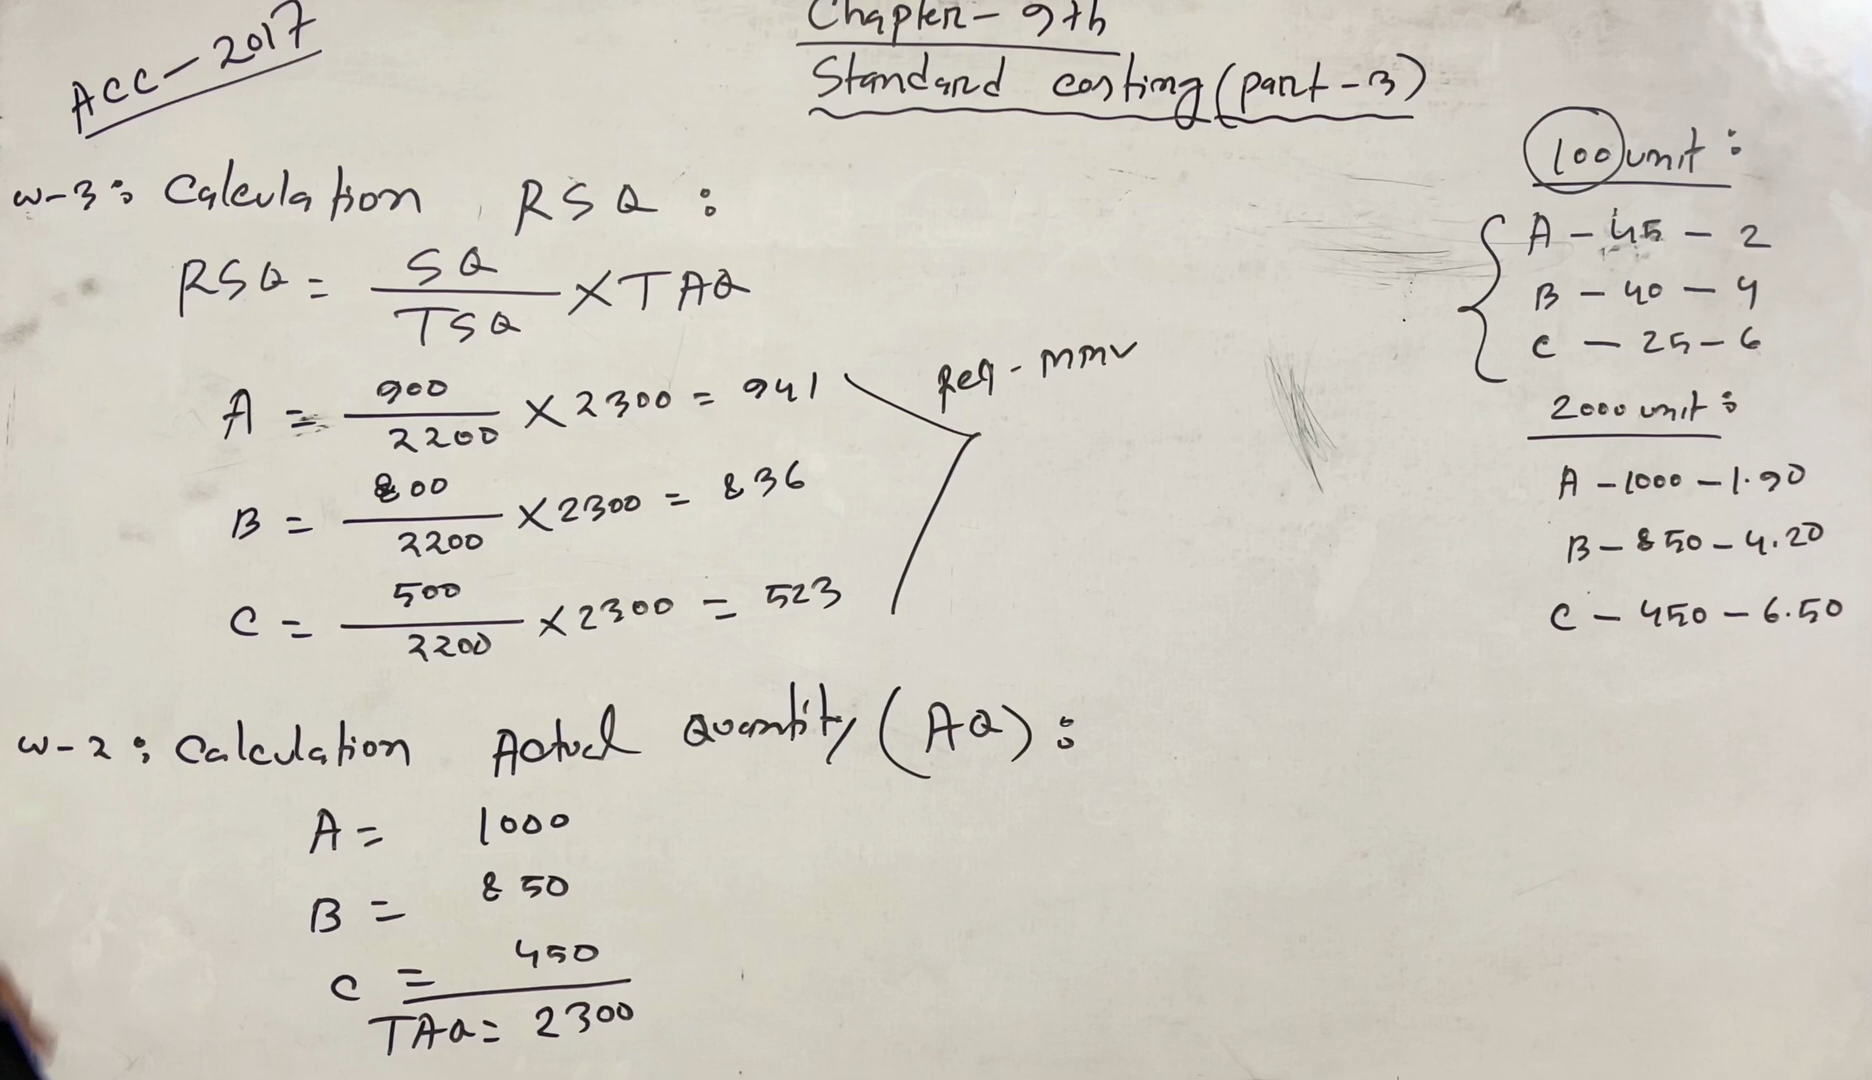 ACC-2017
Chapter-9th
Standard costing (part-3)
w-3: Calculation RSQ:
RSQ = SQ / TSQ × TAQ
A = 900 / 2200 × 2300 = 941
B = 800 / 2200 × 2300 = 836
C = 500 / 2200 × 2300 = 523
Req - MMV
w-2: Calculation Actual Quantity (AQ):
A = 1000
B = 850
C = 450
TAQ = 2300
100 unit:
A - 45 - 2
B - 40 - 4
C - 25 - 6
2000 unit:
A - 1000 - 1.90
B - 850 - 4.20
C - 450 - 6.50